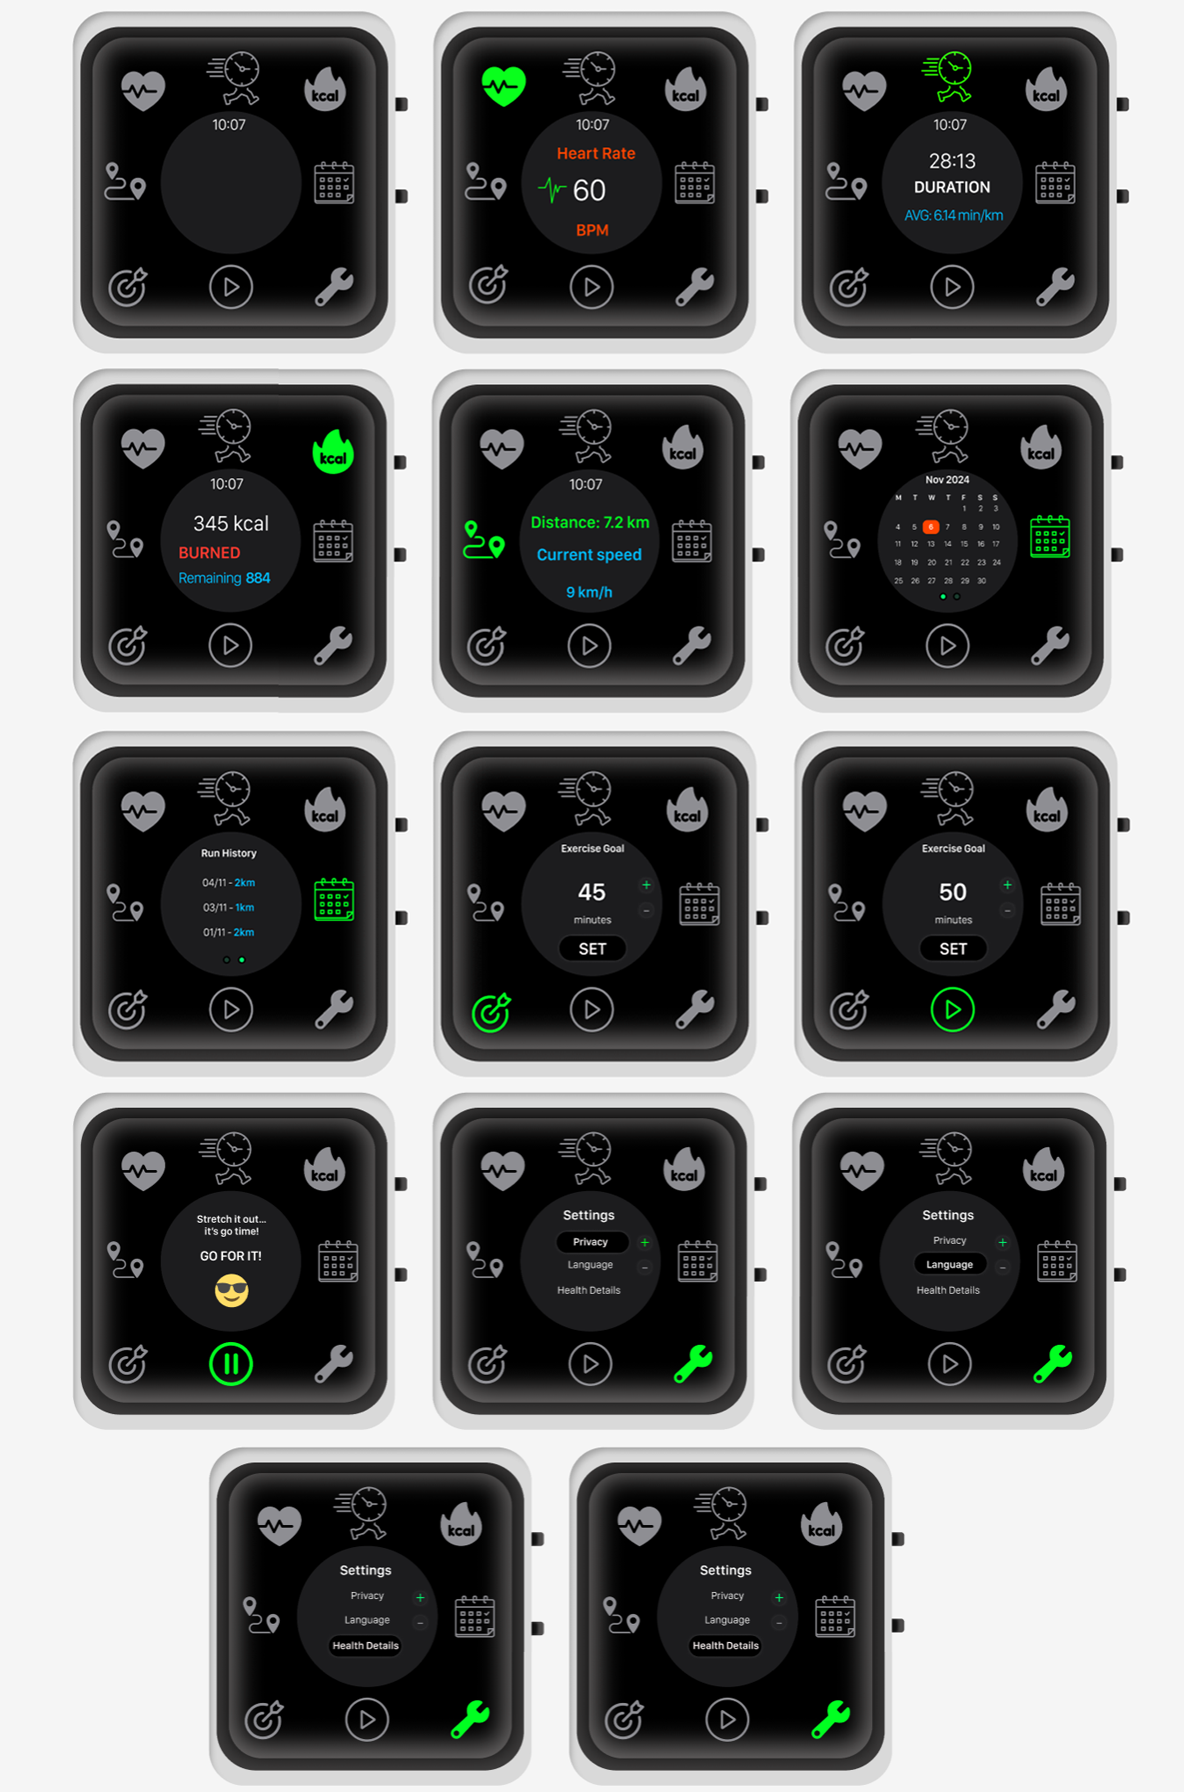 kcal
10:07
kcal
10:07
Heart Rate
60
BPM
kcal
10:07
28:13
DURATION
AVG: 6.14 min/km
kcal
10:07
345 kcal
BURNED
Remaining 884
kcal
10:07
Distance: 7.2 km
Current speed
9 km/h
kcal
Nov 2024
M T W T F S S
1 2 3
4 5 6 7 8 9 10
11 12 13 14 15 16 17
18 19 20 21 22 23 24
25 26 27 28 29 30
kcal
Run History
04/11 - 2km
03/11 - 1km
01/11 - 2km
kcal
Exercise Goal
45
+
minutes
−
SET
kcal
Exercise Goal
50
+
minutes
−
SET
kcal
Stretch it out...
it's go time!
GO FOR IT!
kcal
Settings
Privacy +
Language −
Health Details
kcal
Settings
Privacy +
Language −
Health Details
kcal
Settings
Privacy +
Language −
Health Details
kcal
Settings
Privacy +
Language −
Health Details